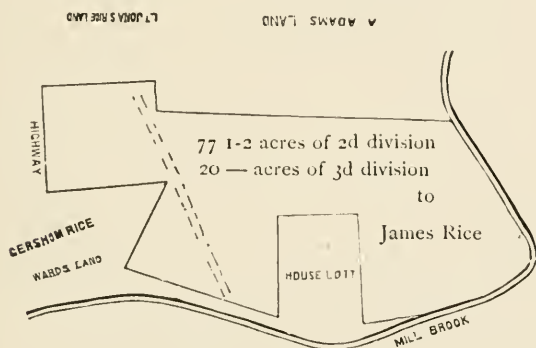 LT JONA S RICE LAND
A ADAMS LAND
HIGHWAY
77 1-2 acres of 2d division
20 — acres of 3d division
to
James Rice
GERSHOM RICE
WARDS LAND
HOUSE LOTT
MILL BROOK